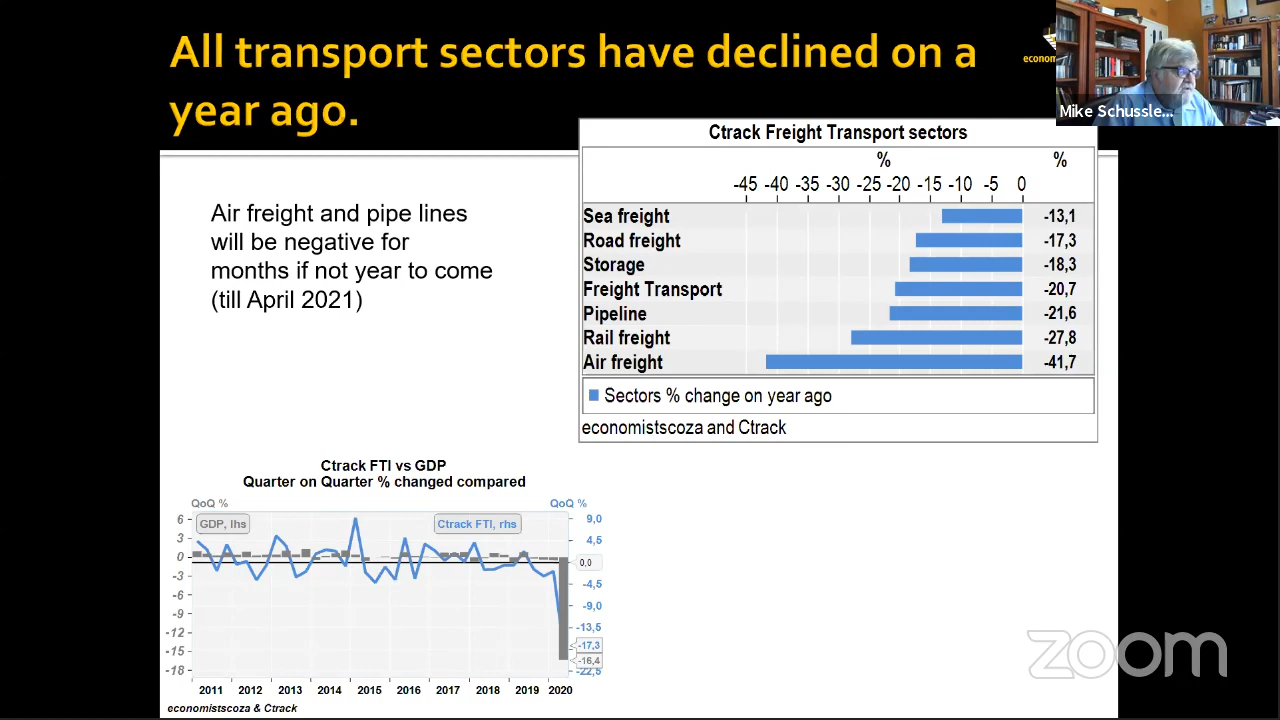 All transport sectors have declined on a
year ago.
econom
Mike Schussle...
Air freight and pipe lines
will be negative for
months if not year to come
(till April 2021)
Ctrack Freight Transport sectors
% %
-45 -40 -35 -30 -25 -20 -15 -10 -5 0
Sea freight -13,1
Road freight -17,3
Storage -18,3
Freight Transport -20,7
Pipeline -21,6
Rail freight -27,8
Air freight -41,7
Sectors % change on year ago
economistscoza and Ctrack
Ctrack FTI vs GDP
Quarter on Quarter % changed compared
QoQ % QoQ %
GDP, lhs Ctrack FTI, rhs
6 9,0
3 4,5
0 0,0
-3 -4,5
-6 -9,0
-9
-12 -13,5
-15 -17,3
-16,4
-18 -22,5
2011 2012 2013 2014 2015 2016 2017 2018 2019 2020
economistscoza & Ctrack
zoom